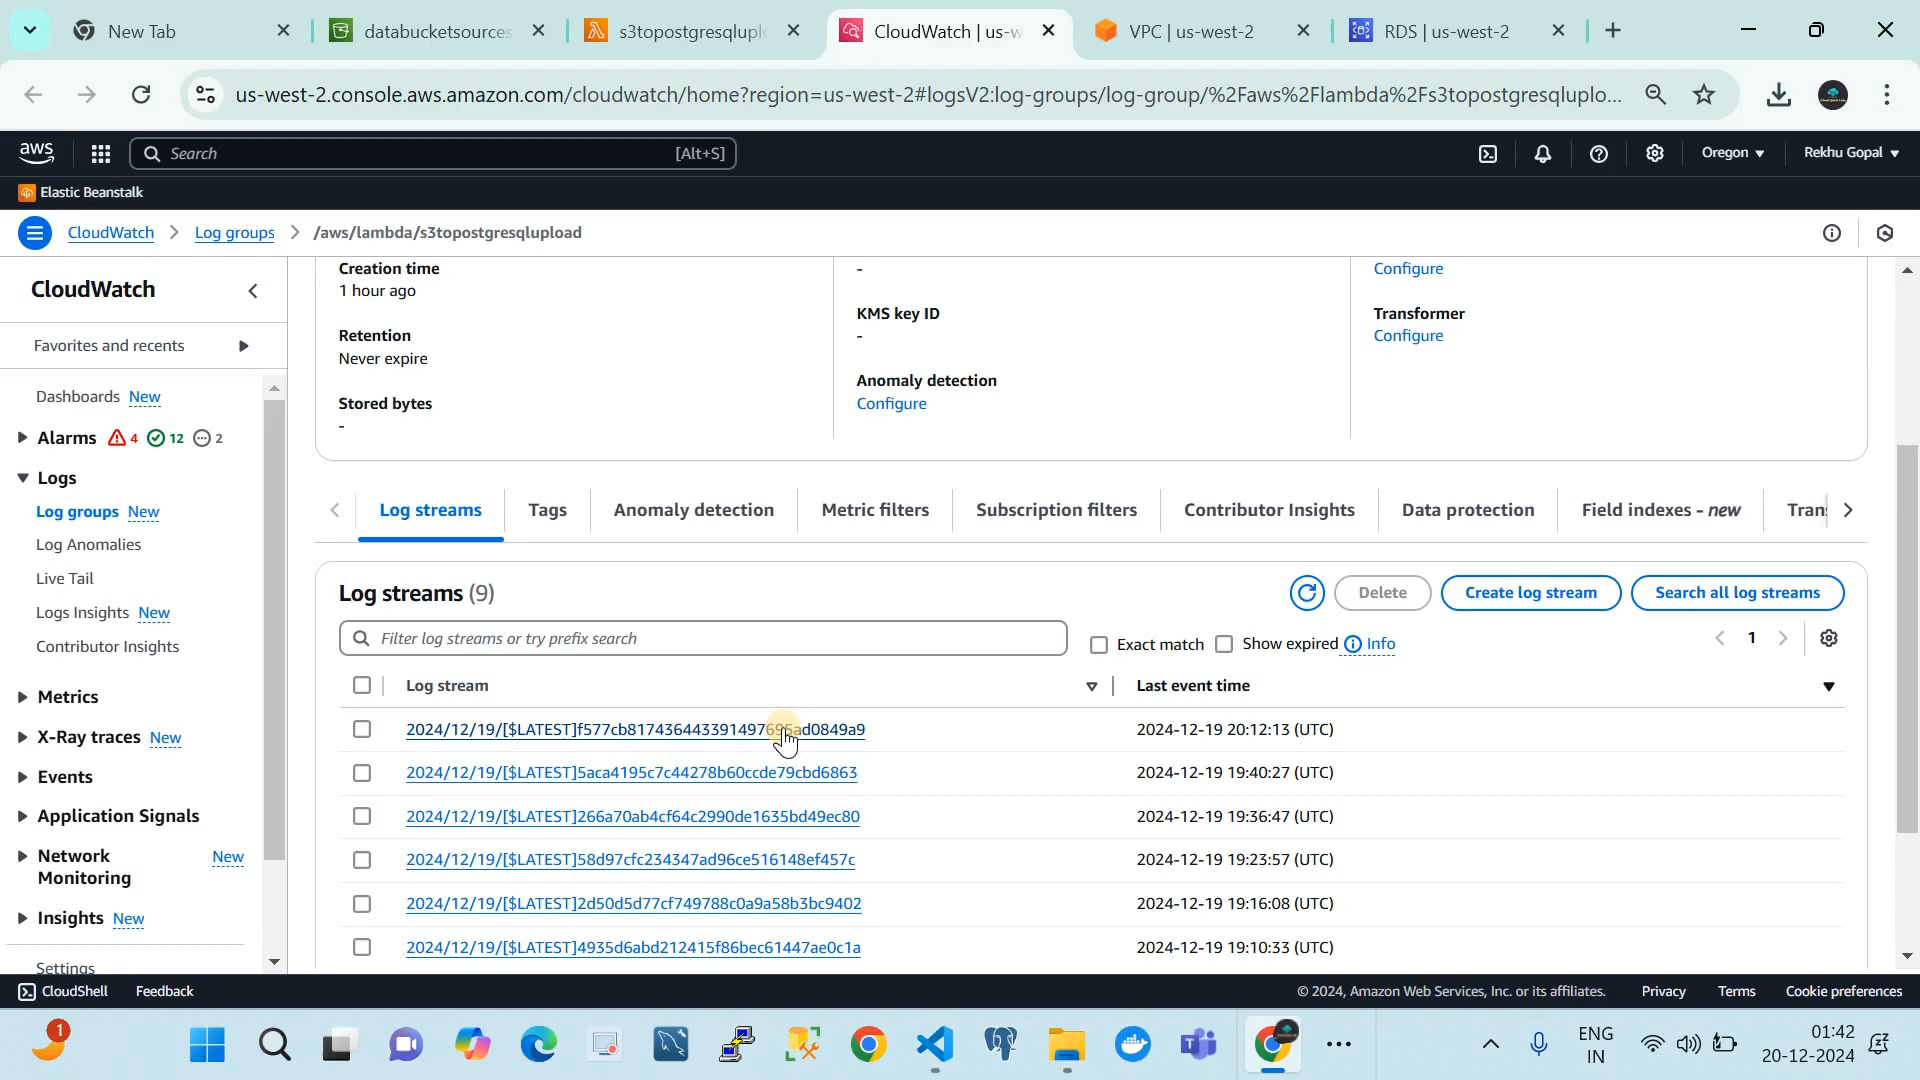 New Tab
databucketsources
s3topostgresqluplo
CloudWatch | us-w
VPC | us-west-2
RDS | us-west-2
us-west-2.console.aws.amazon.com/cloudwatch/home?region=us-west-2#logsV2:log-groups/log-group/%2Faws%2Flambda%2Fs3topostgresqluplo...
aws
Search
[Alt+S]
Oregon
Rekhu Gopal
Elastic Beanstalk
CloudWatch
Log groups
/aws/lambda/s3topostgresqlupload
CloudWatch
Favorites and recents
Dashboards New
Alarms 4 12 2
Logs
Log groups New
Log Anomalies
Live Tail
Logs Insights New
Contributor Insights
Metrics
X-Ray traces New
Events
Application Signals
Network Monitoring New
Insights New
Settings
Creation time
1 hour ago
Retention
Never expire
Stored bytes
-
-
KMS key ID
-
Anomaly detection
Configure
Configure
Transformer
Configure
Log streams
Tags
Anomaly detection
Metric filters
Subscription filters
Contributor Insights
Data protection
Field indexes - new
Tran
Log streams (9)
Delete
Create log stream
Search all log streams
Filter log streams or try prefix search
Exact match
Show expired
Info
1
Log stream
Last event time
2024/12/19/[$LATEST]f577cb817436443391497695ad0849a9
2024-12-19 20:12:13 (UTC)
2024/12/19/[$LATEST]5aca4195c7c44278b60ccde79cbd6863
2024-12-19 19:40:27 (UTC)
2024/12/19/[$LATEST]266a70ab4cf64c2990de1635bd49ec80
2024-12-19 19:36:47 (UTC)
2024/12/19/[$LATEST]58d97cfc234347ad96ce516148ef457c
2024-12-19 19:23:57 (UTC)
2024/12/19/[$LATEST]2d50d5d77cf749788c0a9a58b3bc9402
2024-12-19 19:16:08 (UTC)
2024/12/19/[$LATEST]4935d6abd212415f86bec61447ae0c1a
2024-12-19 19:10:33 (UTC)
CloudShell
Feedback
© 2024, Amazon Web Services, Inc. or its affiliates.
Privacy
Terms
Cookie preferences
1
ENG
IN
01:42
20-12-2024